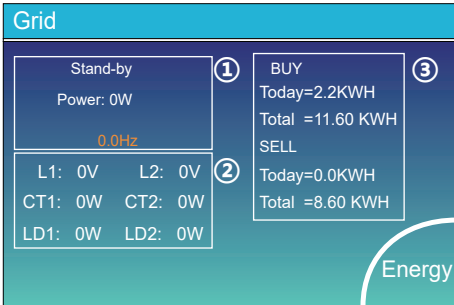 Grid
Stand-by
Power: 0W
0.0Hz
①
L1: 0V L2: 0V
CT1: 0W CT2: 0W
LD1: 0W LD2: 0W
②
BUY
Today=2.2KWH
Total =11.60 KWH
SELL
Today=0.0KWH
Total =8.60 KWH
③
Energy